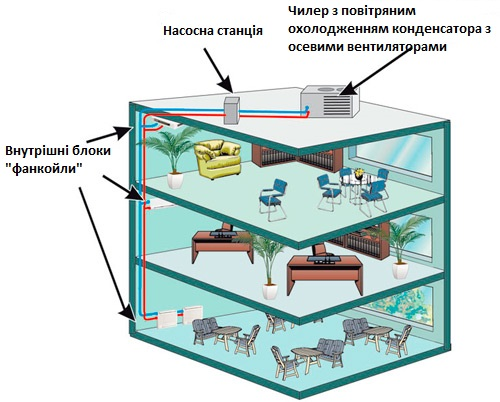 Чилер з повітряним
охолодженням конденсатора з
осевими вентиляторами
Насосна станція
Внутрішні блоки
"фанкойли"